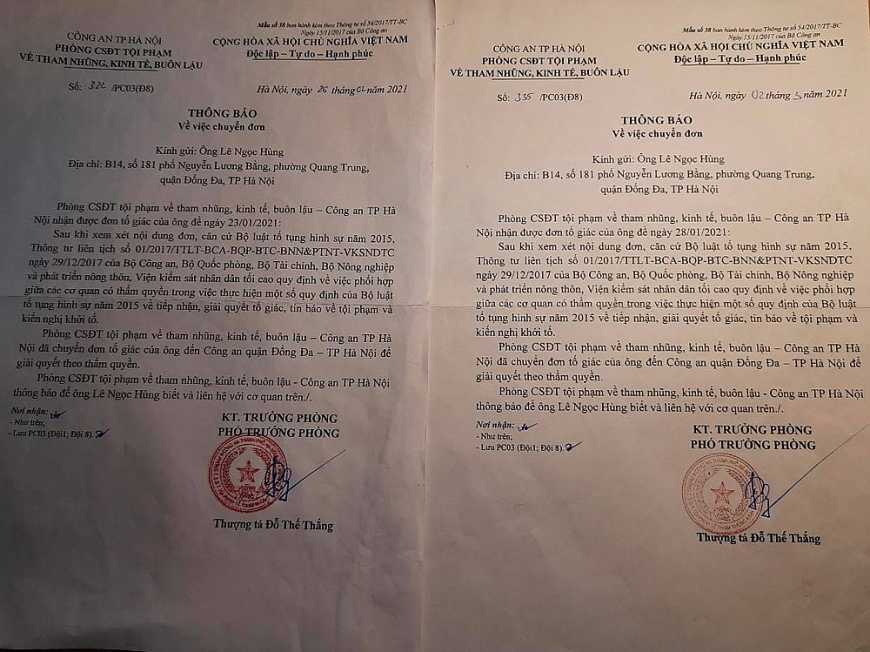 Mẫu số 58 ban hành kèm theo Thông tư số 54/2017/TT-BC
Ngày 15/11/2017 của Bộ Công an
CÔNG AN TP HÀ NỘI
PHÒNG CSĐT TỘI PHẠM
VỀ THAM NHŨNG, KINH TẾ, BUÔN LẬU
CỘNG HÒA XÃ HỘI CHỦ NGHĨA VIỆT NAM
Độc lập – Tự do – Hạnh phúc
Số: 322 /PC03(Đ8)
Hà Nội, ngày 26 tháng 02 năm 2021
THÔNG BÁO
Về việc chuyển đơn
Kính gửi: Ông Lê Ngọc Hùng
Địa chỉ: B14, số 181 phố Nguyễn Lương Bằng, phường Quang Trung,
quận Đống Đa, TP Hà Nội
Phòng CSĐT tội phạm về tham nhũng, kinh tế, buôn lậu – Công an TP Hà
Nội nhận được đơn tố giác của ông đề ngày 23/01/2021:
Sau khi xem xét nội dung đơn, căn cứ Bộ luật tố tụng hình sự năm 2015,
Thông tư liên tịch số 01/2017/TTLT-BCA-BQP-BTC-BNN&PTNT-VKSNDTC
ngày 29/12/2017 của Bộ Công an, Bộ Quốc phòng, Bộ Tài chính, Bộ Nông nghiệp
và phát triển nông thôn, Viện kiểm sát nhân dân tối cao quy định về việc phối hợp
giữa các cơ quan có thẩm quyền trong việc thực hiện một số quy định của Bộ luật
tố tụng hình sự năm 2015 về tiếp nhận, giải quyết tố giác, tin báo về tội phạm và
kiến nghị khởi tố.
Phòng CSĐT tội phạm về tham nhũng, kinh tế, buôn lậu – Công an TP Hà
Nội đã chuyển đơn tố giác của ông đến Công an quận Đống Đa – TP Hà Nội để
giải quyết theo thẩm quyền.
Phòng CSĐT tội phạm về tham nhũng, kinh tế, buôn lậu - Công an TP Hà Nội
thông báo để ông Lê Ngọc Hùng biết và liên hệ với cơ quan trên./.
Nơi nhận:
- Như trên;
- Lưu PC03 (Đội1; Đội 8).
KT. TRƯỞNG PHÒNG
PHÓ TRƯỞNG PHÒNG
Thượng tá Đỗ Thế Thắng
Mẫu số 58 ban hành kèm theo Thông tư số 54/2017/TT-BC
Ngày 15/11/2017 của Bộ Công an
CÔNG AN TP HÀ NỘI
PHÒNG CSĐT TỘI PHẠM
VỀ THAM NHŨNG, KINH TẾ, BUÔN LẬU
CỘNG HÒA XÃ HỘI CHỦ NGHĨA VIỆT NAM
Độc lập – Tự do – Hạnh phúc
Số: 335 /PC03(Đ8)
Hà Nội, ngày 02 tháng 3 năm 2021
THÔNG BÁO
Về việc chuyển đơn
Kính gửi: Ông Lê Ngọc Hùng
Địa chỉ: B14, số 181 phố Nguyễn Lương Bằng, phường Quang Trung,
quận Đống Đa, TP Hà Nội
Phòng CSĐT tội phạm về tham nhũng, kinh tế, buôn lậu – Công an TP Hà
Nội nhận được đơn tố giác của ông đề ngày 28/01/2021:
Sau khi xem xét nội dung đơn, căn cứ Bộ luật tố tụng hình sự năm 2015,
Thông tư liên tịch số 01/2017/TTLT-BCA-BQP-BTC-BNN&PTNT-VKSNDTC
ngày 29/12/2017 của Bộ Công an, Bộ Quốc phòng, Bộ Tài chính, Bộ Nông nghiệp
và phát triển nông thôn, Viện kiểm sát nhân dân tối cao quy định về việc phối hợp
giữa các cơ quan có thẩm quyền trong việc thực hiện một số quy định của Bộ luật
tố tụng hình sự năm 2015 về tiếp nhận, giải quyết tố giác, tin báo về tội phạm và
kiến nghị khởi tố.
Phòng CSĐT tội phạm về tham nhũng, kinh tế, buôn lậu – Công an TP Hà
Nội đã chuyển đơn tố giác của ông đến Công an quận Đống Đa – TP Hà Nội để
giải quyết theo thẩm quyền.
Phòng CSĐT tội phạm về tham nhũng, kinh tế, buôn lậu - Công an TP Hà Nội
thông báo để ông Lê Ngọc Hùng biết và liên hệ với cơ quan trên./.
Nơi nhận:
- Như trên;
- Lưu PC03 (Đội1; Đội 8).
KT. TRƯỞNG PHÒNG
PHÓ TRƯỞNG PHÒNG
Thượng tá Đỗ Thế Thắng